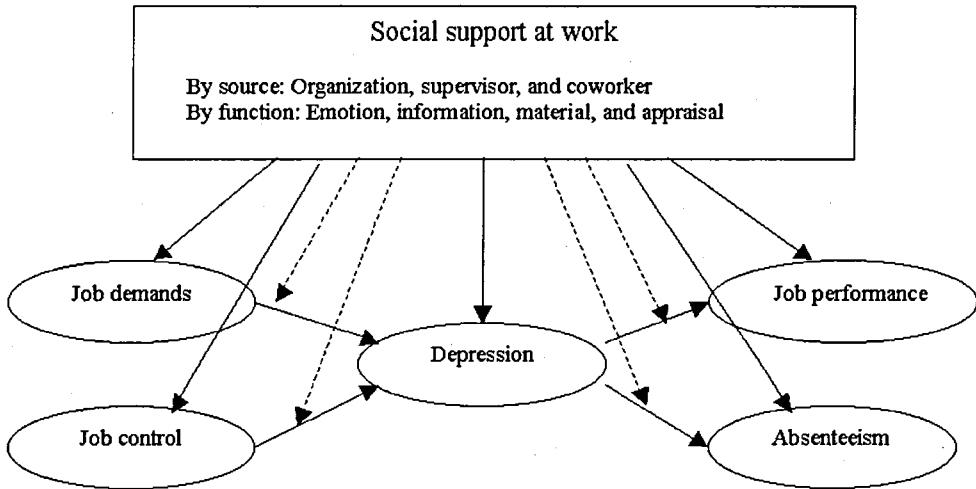 Social support at work
By source: Organization, supervisor, and coworker
By function: Emotion, information, material, and appraisal
Job demands
Job performance
Depression
Job control
Absenteeism